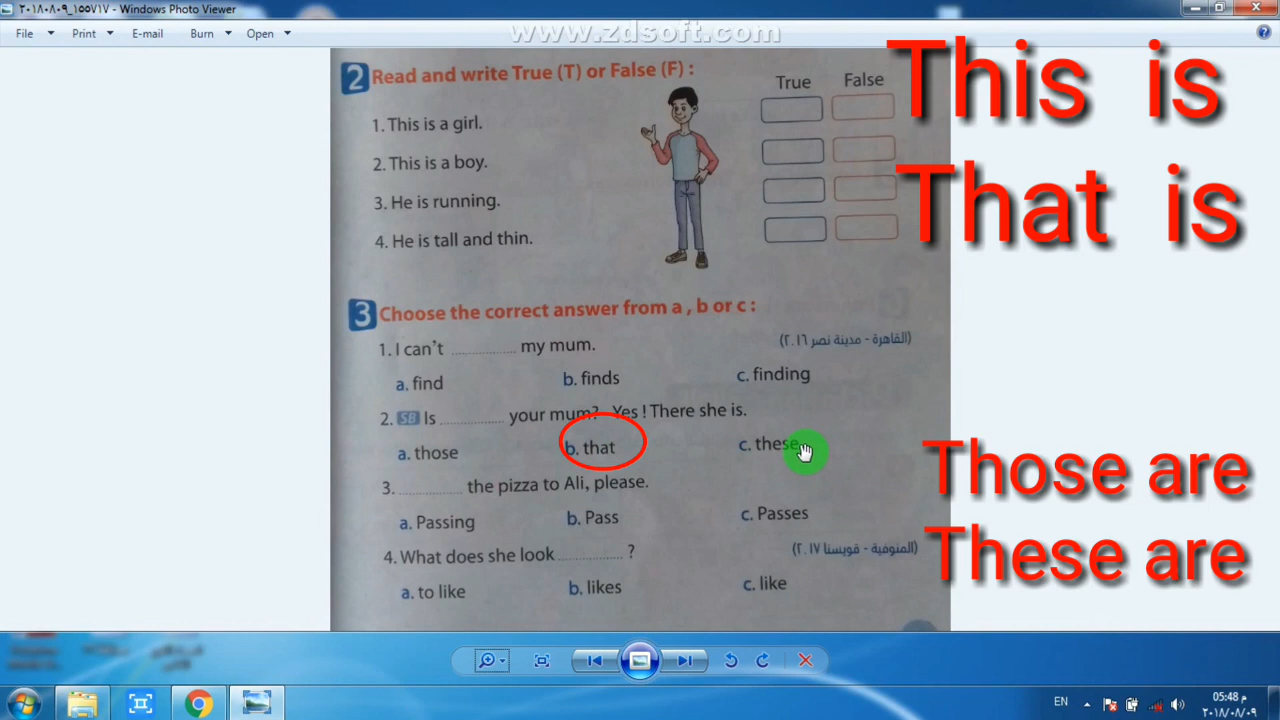 ٢٠١٨٠٨٠٩_١٥٥٧١٧ - Windows Photo Viewer
File Print E-mail Burn Open
www.zdsoft.com
2 Read and write True (T) or False (F) :
True False
1. This is a girl.
2. This is a boy.
3. He is running.
4. He is tall and thin.
This is
That is
3 Choose the correct answer from a , b or c :
1. I can't ............... my mum. (القاهرة - مدينة نصر ٢٠١٦)
a. find b. finds c. finding
2. SB Is ............... your mum? Yes ! There she is.
a. those b. that c. these
3. ............... the pizza to Ali, please.
a. Passing b. Pass c. Passes
4. What does she look ............... ? (المنوفية - قويسنا ٢٠١٧)
a. to like b. likes c. like
Those are
These are
EN
05:48 م
٢٠١٨/٠٨/٠٩